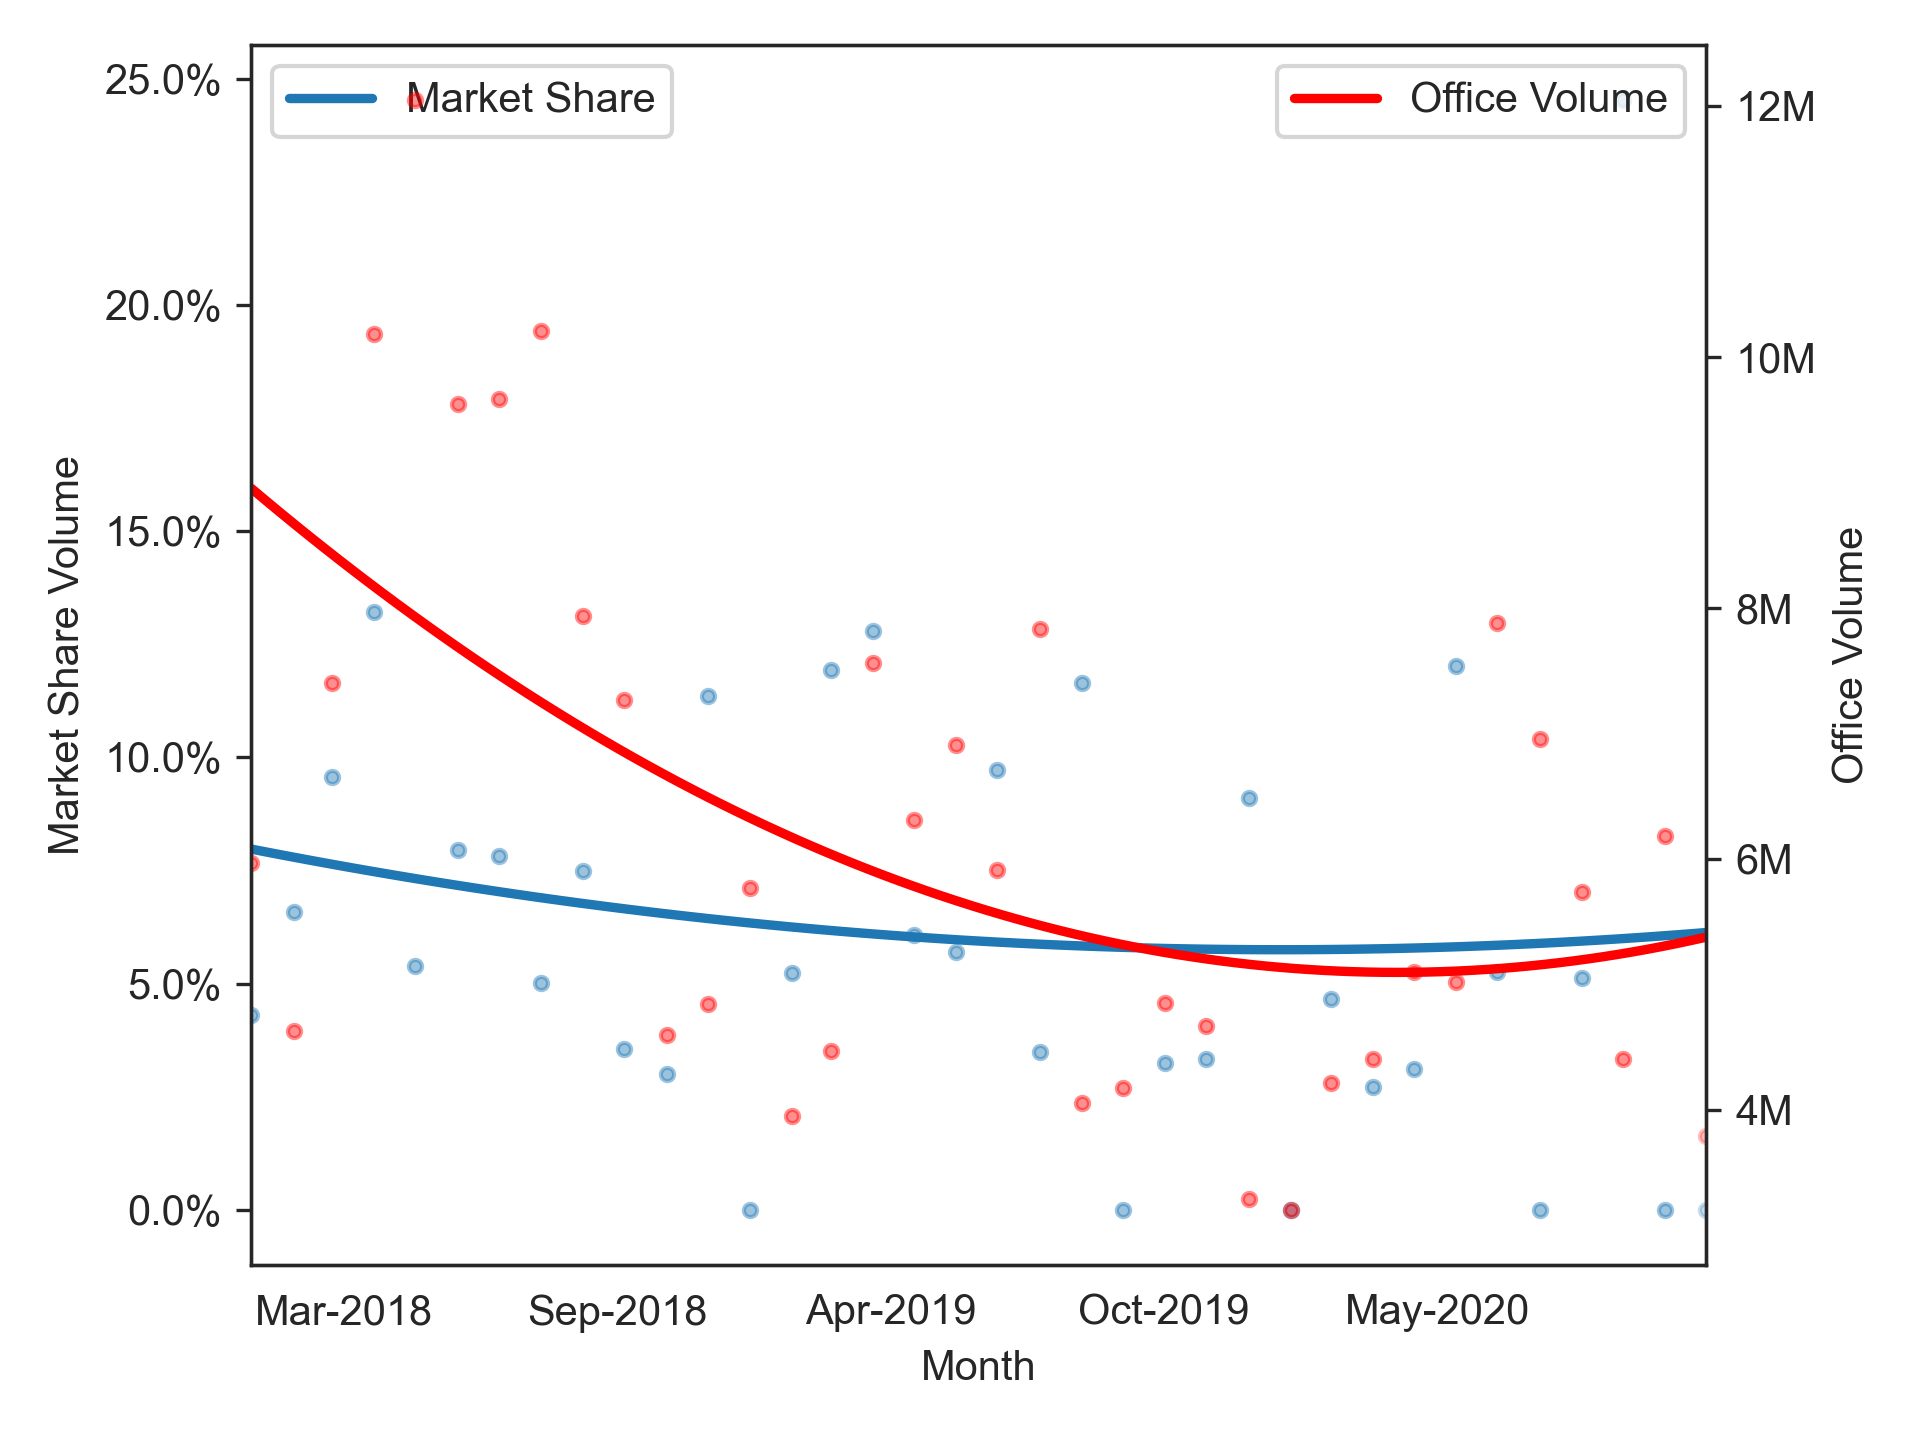 Market Share
Office Volume
25.0%
20.0%
15.0%
10.0%
5.0%
0.0%
Market Share Volume
12M
10M
8M
6M
4M
Office Volume
Mar-2018
Sep-2018
Apr-2019
Oct-2019
May-2020
Month